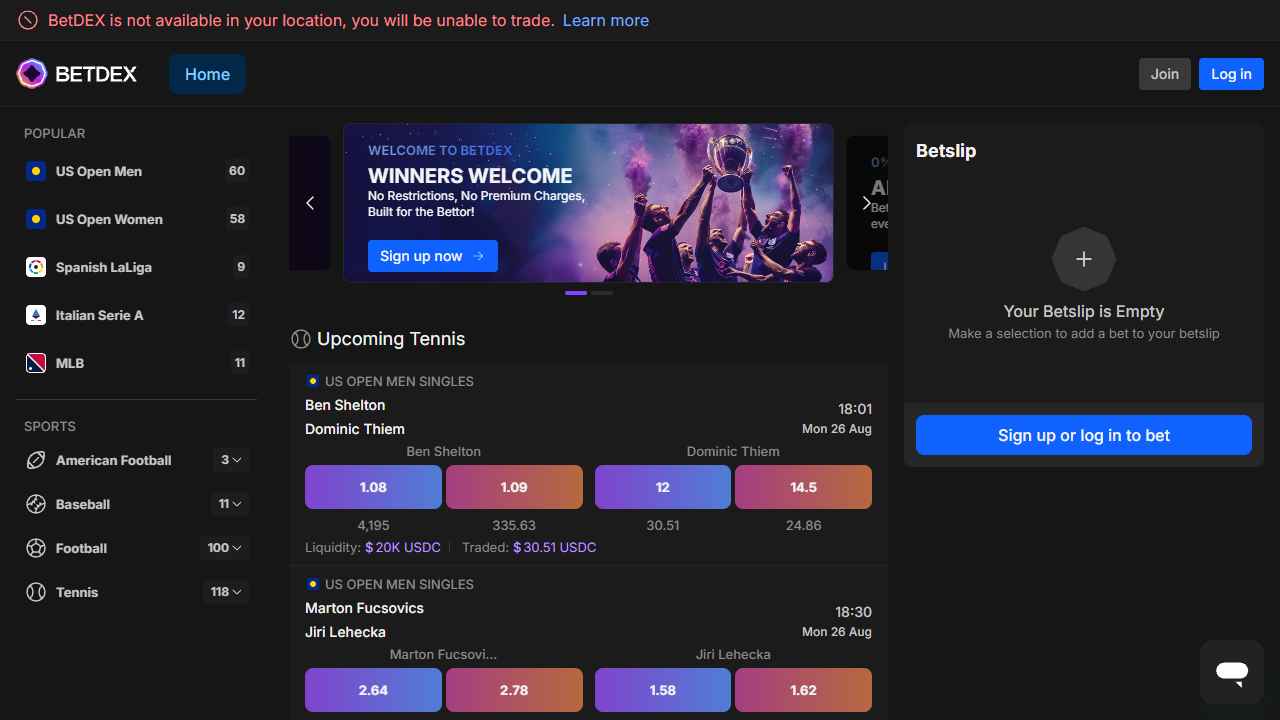 BetDEX is not available in your location, you will be unable to trade. Learn more
BETDEX
Home
Join
Log in
POPULAR
US Open Men 60
US Open Women 58
Spanish LaLiga 9
Italian Serie A 12
MLB 11
SPORTS
American Football 3
Baseball 11
Football 100
Tennis 118
WELCOME TO BETDEX
WINNERS WELCOME
No Restrictions, No Premium Charges,
Built for the Bettor!
Sign up now
0%
Bet
eve
Upcoming Tennis
US OPEN MEN SINGLES
Ben Shelton 18:01
Dominic Thiem Mon 26 Aug
Ben Shelton Dominic Thiem
1.08 1.09 12 14.5
4,195 335.63 30.51 24.86
Liquidity: $ 20K USDC Traded: $ 30.51 USDC
US OPEN MEN SINGLES
Marton Fucsovics 18:30
Jiri Lehecka Mon 26 Aug
Marton Fucsovi... Jiri Lehecka
2.64 2.78 1.58 1.62
Betslip
Your Betslip is Empty
Make a selection to add a bet to your betslip
Sign up or log in to bet